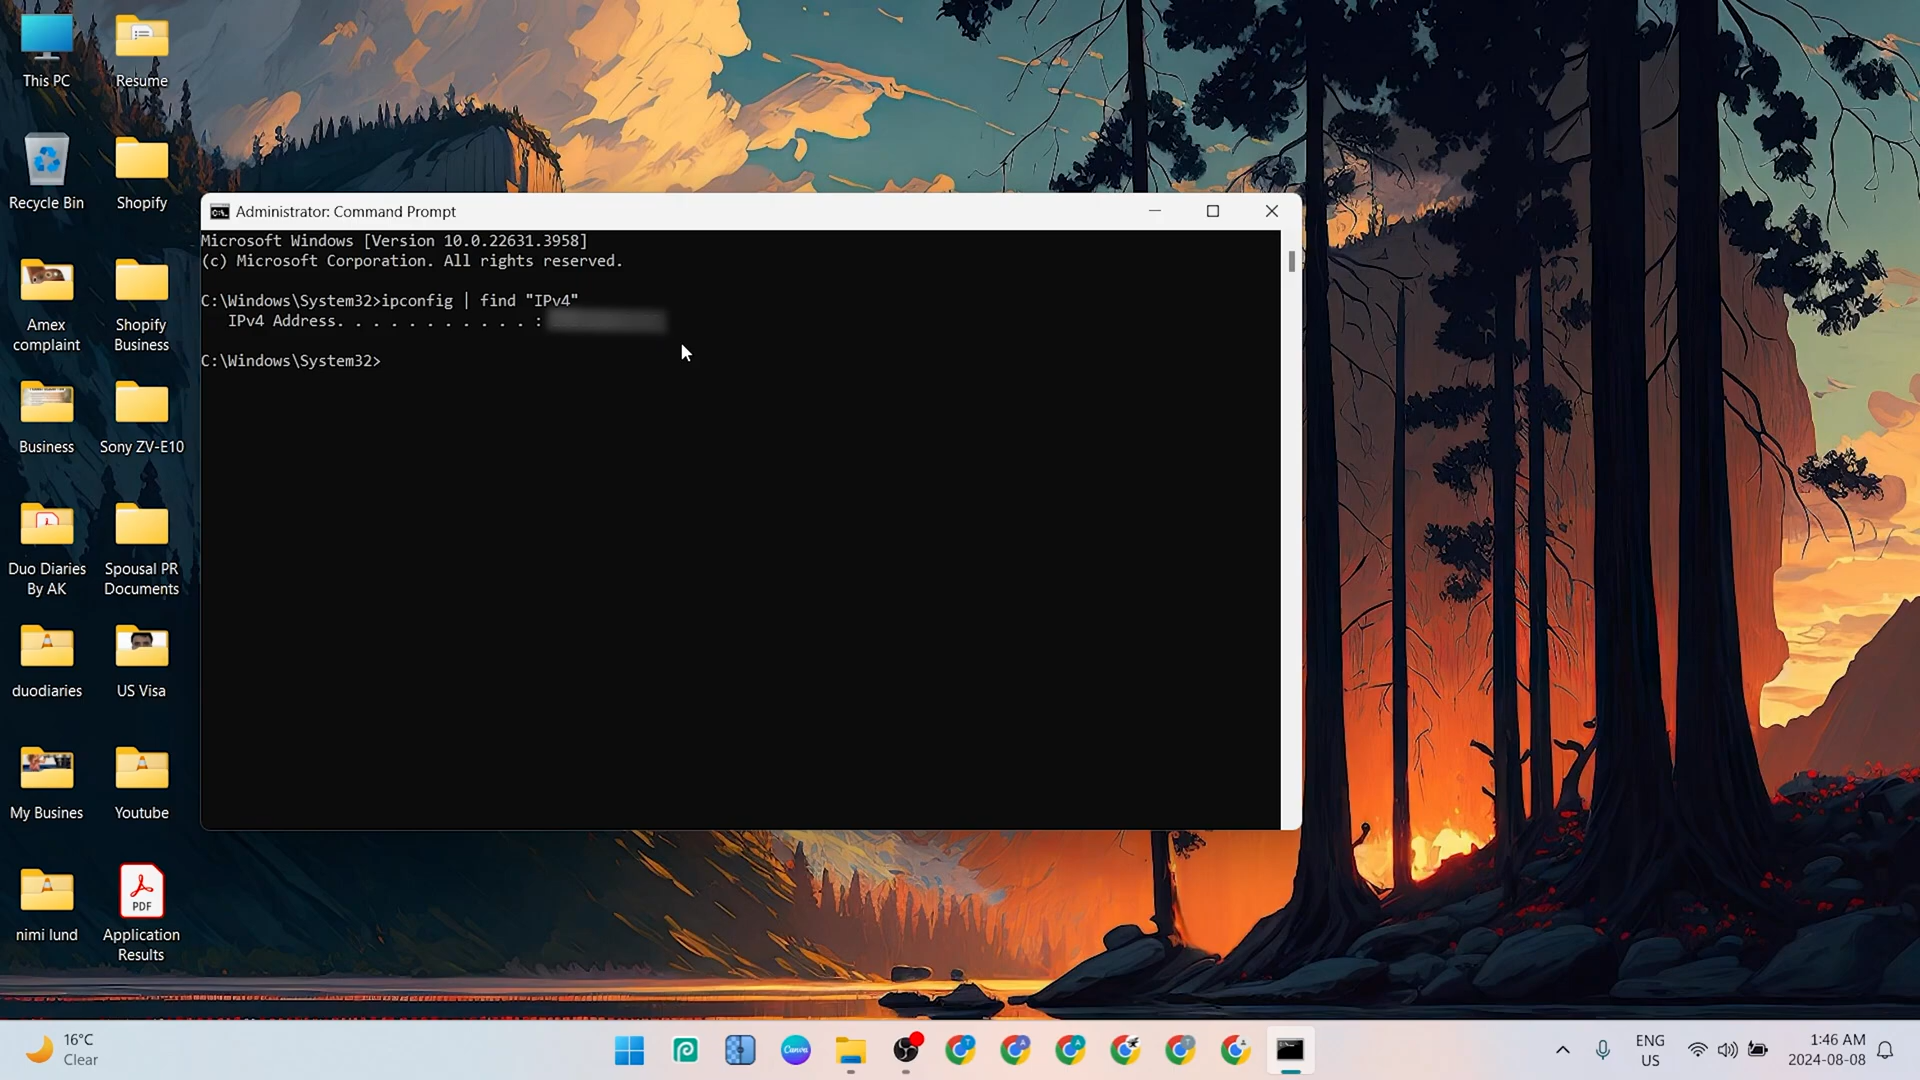 This PC
Resume
Recycle Bin
Shopify
Amex
complaint
Shopify
Business
Business
Sony ZV-E10
Duo Diaries
By AK
Spousal PR
Documents
duodiaries
US Visa
My Busines
Youtube
nimi lund
PDF
Application
Results
Administrator: Command Prompt
Microsoft Windows [Version 10.0.22631.3958]
(c) Microsoft Corporation. All rights reserved.
C:\Windows\System32>ipconfig | find "IPv4"
IPv4 Address. . . . . . . . . . . :
C:\Windows\System32>
16°C
Clear
Canva
ENG
US
1:46 AM
2024-08-08